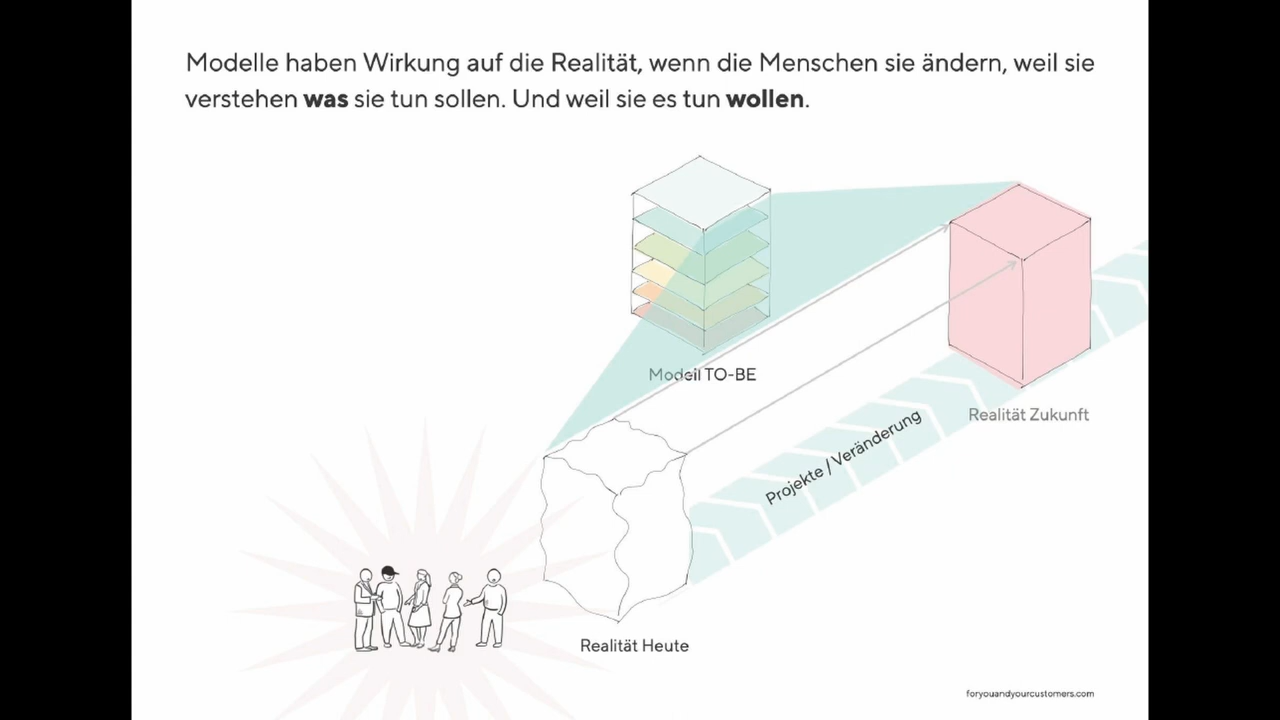 Modelle haben Wirkung auf die Realität, wenn die Menschen sie ändern, weil sie
verstehen was sie tun sollen. Und weil sie es tun wollen.
Modell TO-BE
Realität Zukunft
Projekte / Veränderung
Realität Heute
foryouandyourcustomers.com